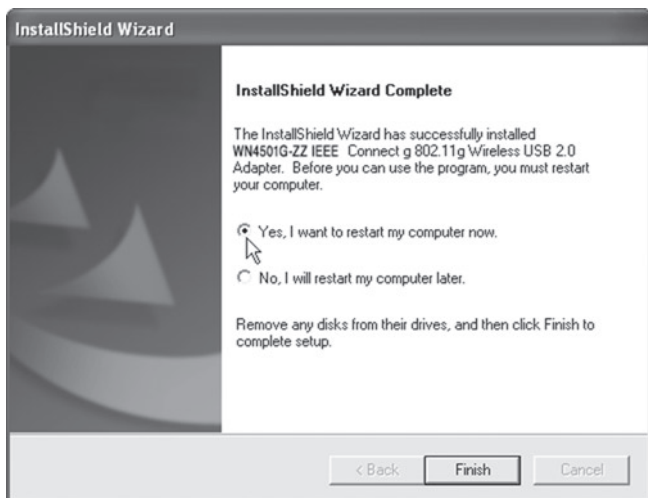 InstallShield Wizard
InstallShield Wizard Complete
The InstallShield Wizard has successfully installed
WN4501G-ZZ IEEE Connect g 802.11g Wireless USB 2.0
Adapter. Before you can use the program, you must restart
your computer.
Yes, I want to restart my computer now.
No, I will restart my computer later.
Remove any disks from their drives, and then click Finish to
complete setup.
< Back
Finish
Cancel